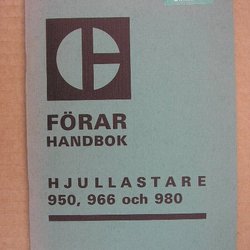 FÖRAR
HANDBOK
HJULLASTARE
950, 966 och 980